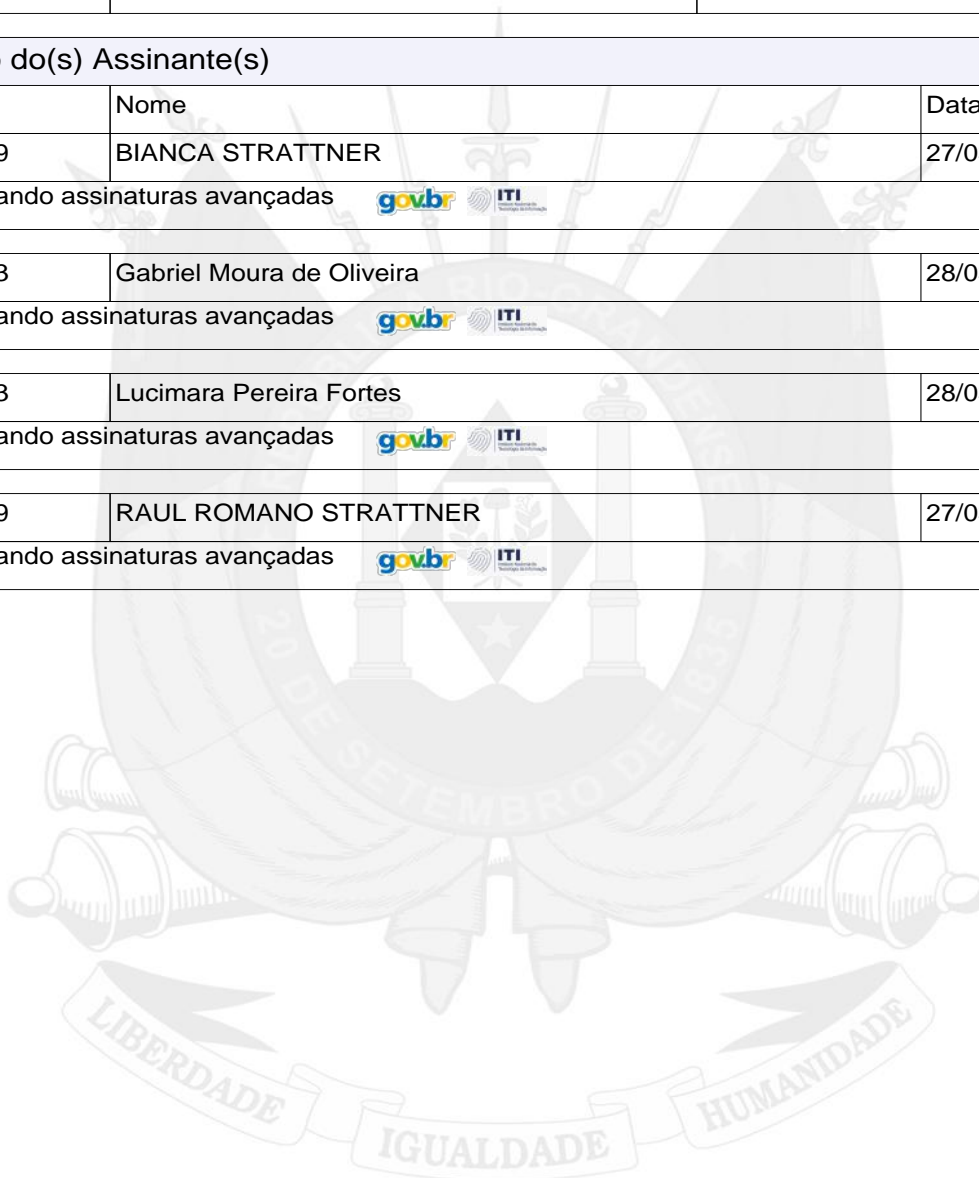 do(s) Assinante(s)
Nome Data
9 BIANCA STRATTNER 27/0
ando assinaturas avançadas gov.br ITI
3 Gabriel Moura de Oliveira 28/0
ando assinaturas avançadas gov.br ITI
3 Lucimara Pereira Fortes 28/0
ando assinaturas avançadas gov.br ITI
9 RAUL ROMANO STRATTNER 27/0
ando assinaturas avançadas gov.br ITI
REPÚBLICA RIO-GRANDENSE
20 DE SETEMBRO DE 1835
LIBERDADE IGUALDADE HUMANIDADE